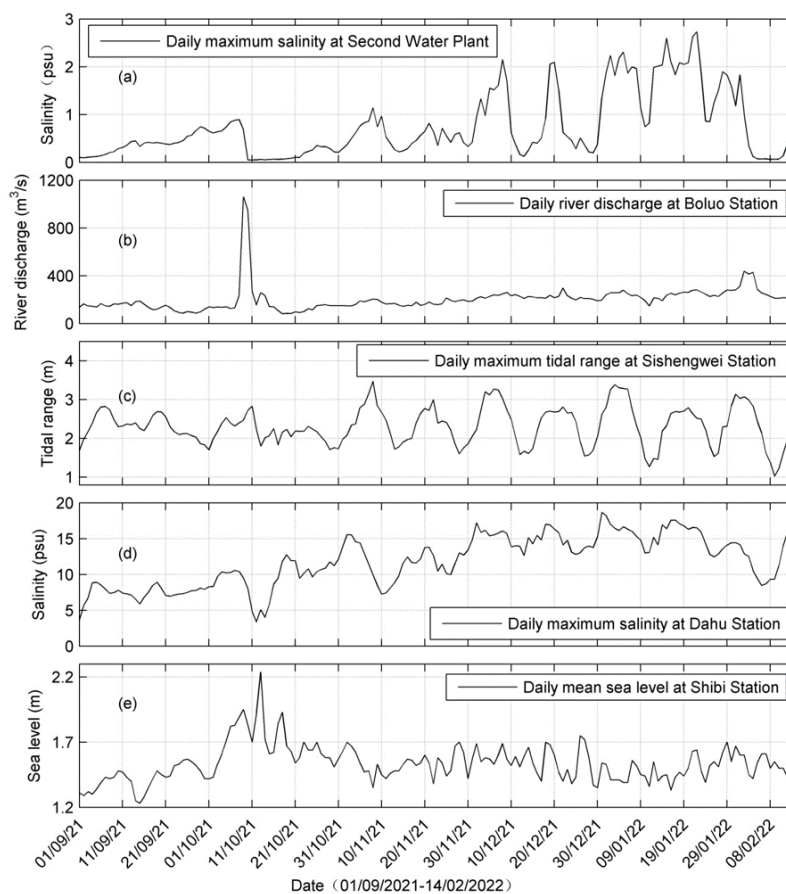 3
Daily maximum salinity at Second Water Plant
2
(a)
Salinity（psu）
1
0
1200
Daily river discharge at Boluo Station
800
(b)
River discharge (m³/s)
400
0
4
Daily maximum tidal range at Sishengwei Station
3
(c)
Tidal range (m)
2
1
20
15
(d)
Salinity (psu)
10
5
Daily maximum salinity at Dahu Station
0
2.2
Daily mean sea level at Shibi Station
(e)
Sea level (m)
1.7
1.2
01/09/21 11/09/21 21/09/21 01/10/21 11/10/21 21/10/21 31/10/21 10/11/21 20/11/21 30/11/21 10/12/21 20/12/21 30/12/21 09/01/22 19/01/22 29/01/22 08/02/22
Date（01/09/2021-14/02/2022）